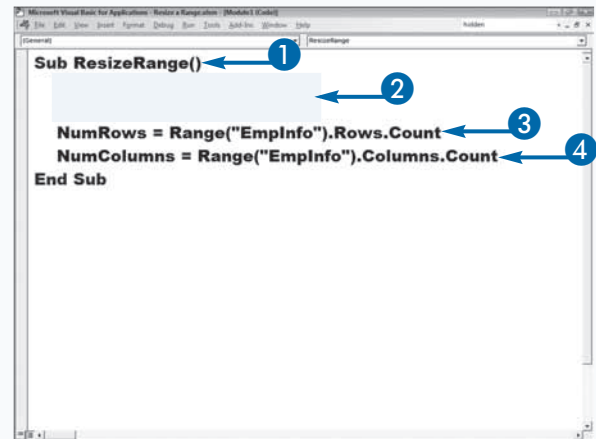 Microsoft Visual Basic for Applications - Resize a Range.xlsm - [Module1 (Code)]
File Edit View Insert Format Debug Run Tools Add-Ins Window Help
hidden
(General)
ResizeRange
Sub ResizeRange()
1
2
NumRows = Range("EmpInfo").Rows.Count
3
NumColumns = Range("EmpInfo").Columns.Count
4
End Sub